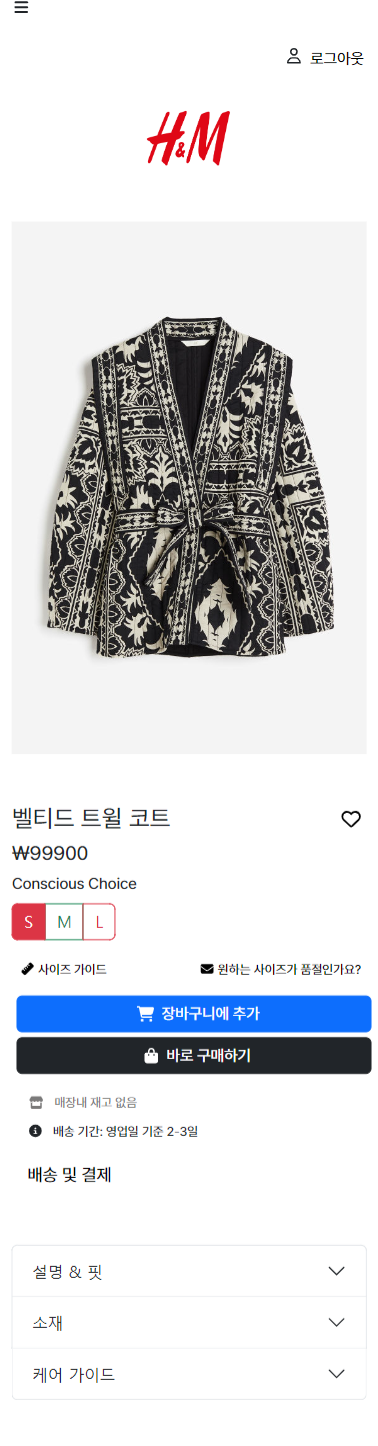 로그아웃
H&M
벨티드 트윌 코트
₩99900
Conscious Choice
S M L
사이즈 가이드 원하는 사이즈가 품절인가요?
장바구니에 추가
바로 구매하기
매장내 재고 없음
배송 기간: 영업일 기준 2-3일
배송 및 결제
설명 & 핏
소재
케어 가이드